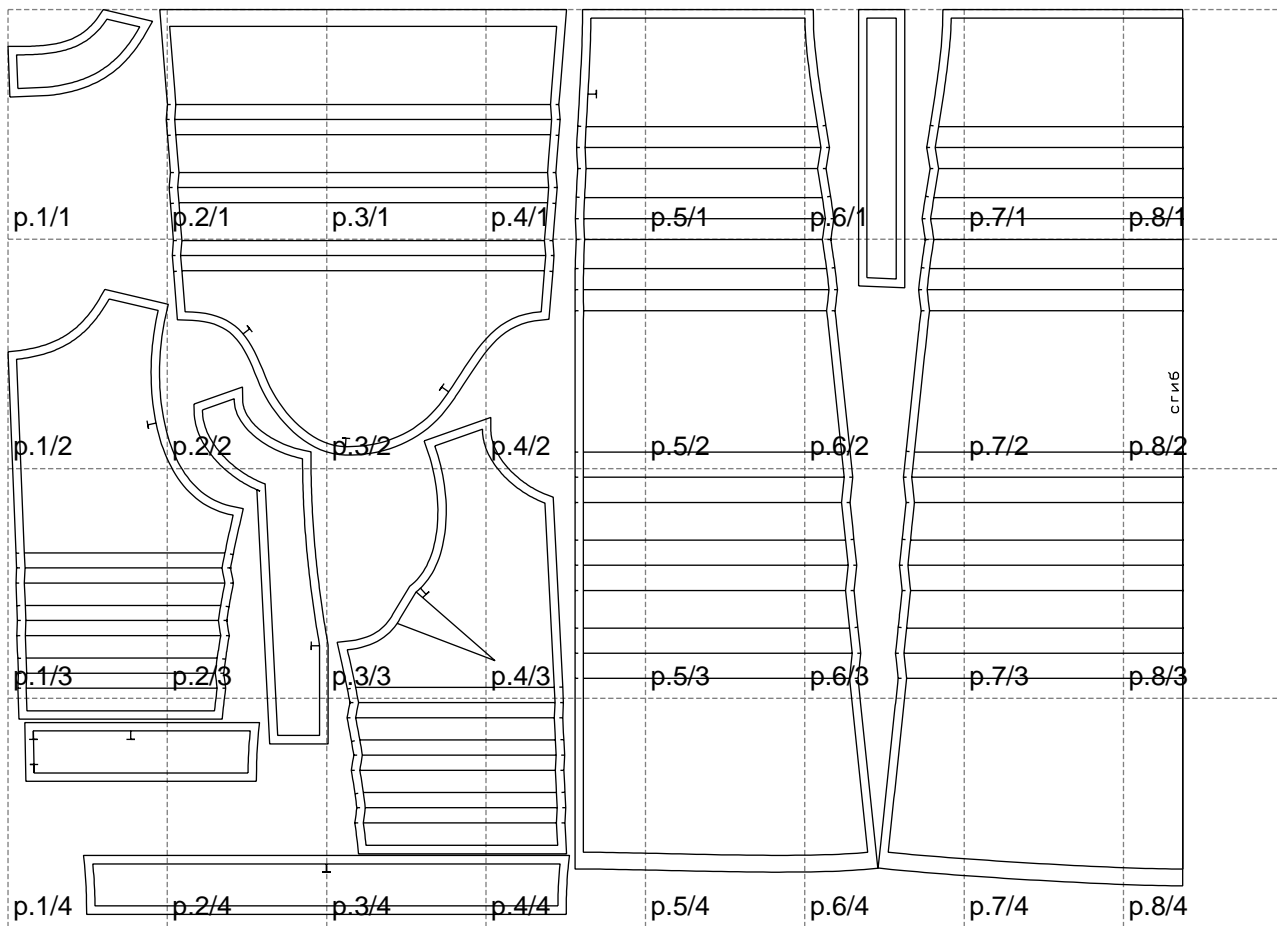 p.1/1 p.2/1 p.3/1 p.4/1 p.5/1 p.6/1 p.7/1 p.8/1
сгиб
p.1/2 p.2/2 p.3/2 p.4/2 p.5/2 p.6/2 p.7/2 p.8/2
p.1/3 p.2/3 p.3/3 p.4/3 p.5/3 p.6/3 p.7/3 p.8/3
p.1/4 p.2/4 p.3/4 p.4/4 p.5/4 p.6/4 p.7/4 p.8/4